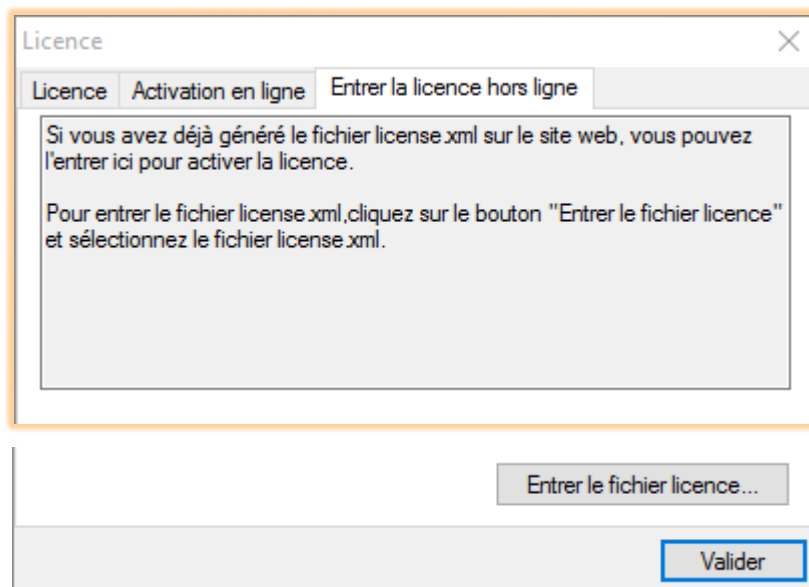 Licence
Licence Activation en ligne Entrer la licence hors ligne
Si vous avez déjà généré le fichier license.xml sur le site web, vous pouvez
l'entrer ici pour activer la licence.
Pour entrer le fichier license.xml,cliquez sur le bouton "Entrer le fichier licence"
et sélectionnez le fichier license.xml.
Entrer le fichier licence...
Valider